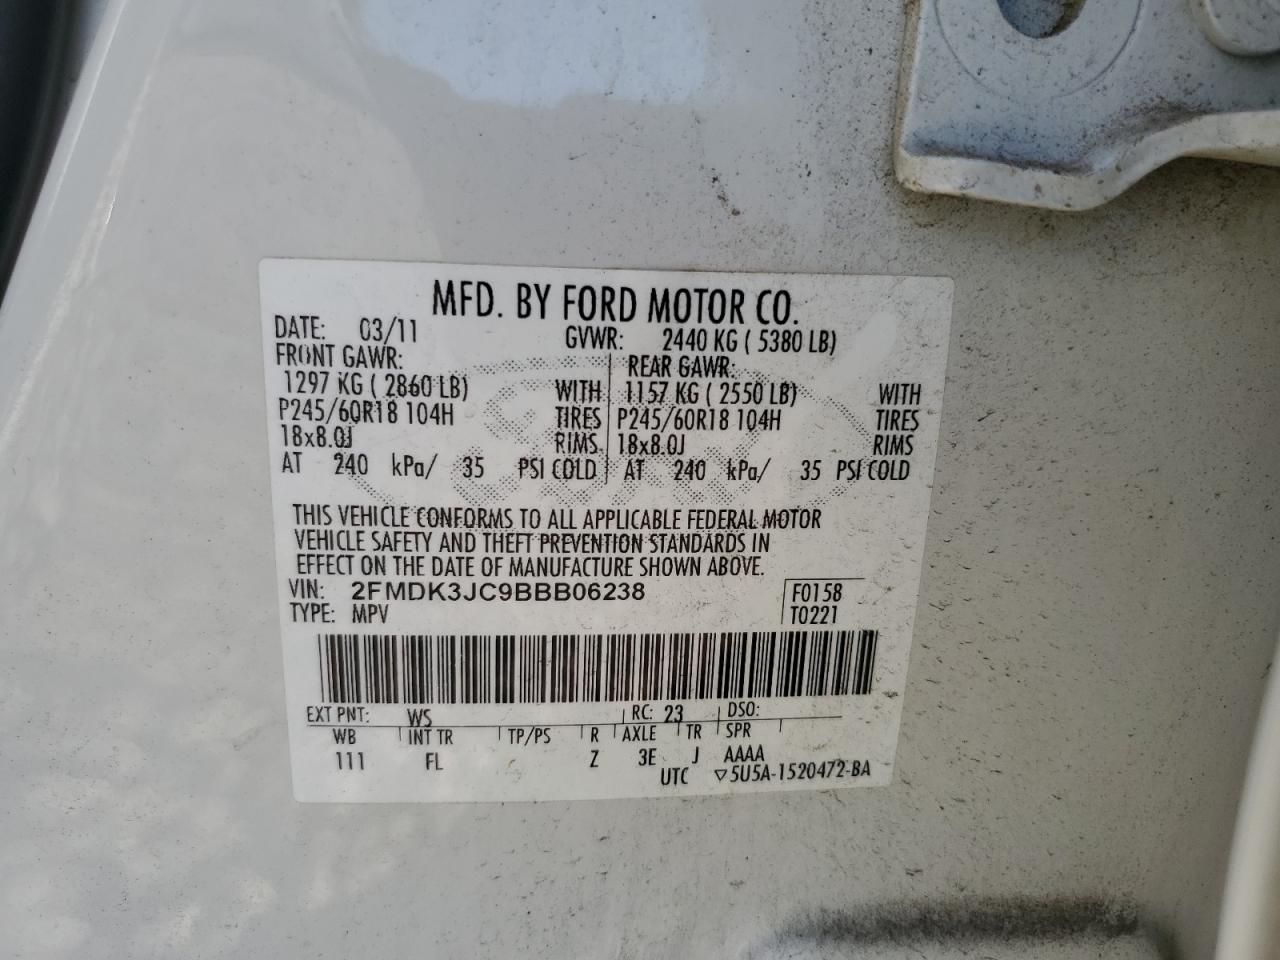 MFD. BY FORD MOTOR CO.
DATE: 03/11 GVWR: 2440 KG ( 5380 LB)
FRONT GAWR: REAR GAWR:
1297 KG ( 2860 LB) WITH 1157 KG ( 2550 LB) WITH
P245/60R18 104H TIRES P245/60R18 104H TIRES
18x8.0J RIMS 18x8.0J RIMS
AT 240 kPa/ 35 PSI COLD AT 240 kPa/ 35 PSI COLD
THIS VEHICLE CONFORMS TO ALL APPLICABLE FEDERAL MOTOR
VEHICLE SAFETY AND THEFT PREVENTION STANDARDS IN
EFFECT ON THE DATE OF MANUFACTURE SHOWN ABOVE.
VIN: 2FMDK3JC9BBB06238 F0158
TYPE: MPV T0221
EXT PNT: WS RC: 23 DSO:
WB INT TR TP/PS R AXLE TR SPR
111 FL Z 3E J AAAA
UTC ▽5U5A-1520472-BA